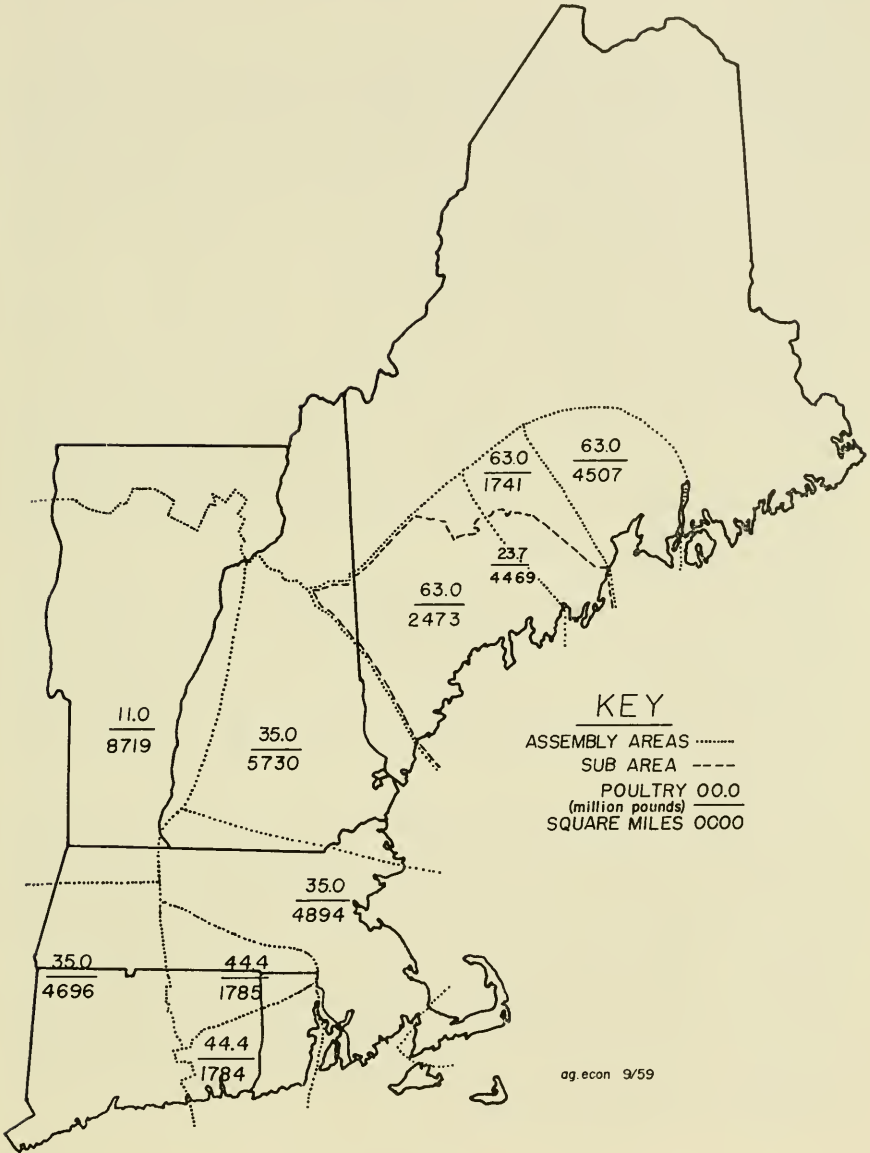 63.0
1741
63.0
4507
23.7
4469
63.0
2473
11.0
8719
35.0
5730
KEY
ASSEMBLY AREAS ........
SUB AREA ----
POULTRY 00.0
(million pounds)
SQUARE MILES 0000
35.0
4894
35.0
4696
44.4
1785
44.4
1784
ag. econ 9/59